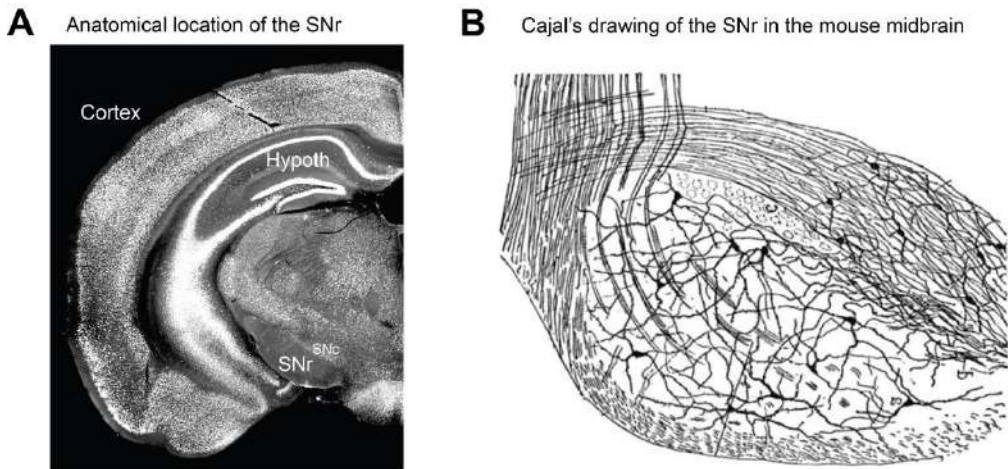 A Anatomical location of the SNr
B Cajal's drawing of the SNr in the mouse midbrain
Cortex
Hypoth
SNc
SNr